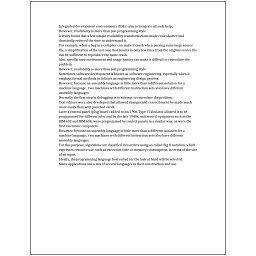 Integrated development environments (IDEs) aim to integrate all such help.
However, readability is more than just programming style.
A study found that a few simple readability transformations made code shorter and
drastically reduced the time to understand it.
For example, when a bug in a compiler can make it crash when parsing some large source
file, a simplification of the test case that results in only few lines from the original source file
can be sufficient to reproduce the same crash.
Also, specific user environment and usage history can make it difficult to reproduce the
problem.
However, readability is more than just programming style.
Sometimes software development is known as software engineering, especially when it
employs formal methods or follows an engineering design process.
However, because an assembly language is little more than a different notation for a
machine language, two machines with different instruction sets also have different
assembly languages.
Normally the first step in debugging is to attempt to reproduce the problem.
Text editors were also developed that allowed changes and corrections to be made much
more easily than with punched cards.
Later a control panel (plug board) added to his 1906 Type I Tabulator allowed it to be
programmed for different jobs, and by the late 1940s, unit record equipment such as the
IBM 602 and IBM 604, were programmed by control panels in a similar way, as were the
first electronic computers.
However, because an assembly language is little more than a different notation for a
machine language, two machines with different instruction sets also have different
assembly languages.
For this purpose, algorithms are classified into orders using so-called Big O notation, which
expresses resource use, such as execution time or memory consumption, in terms of the size
of an input.
Ideally, the programming language best suited for the task at hand will be selected.
Many applications use a mix of several languages in their construction and use.